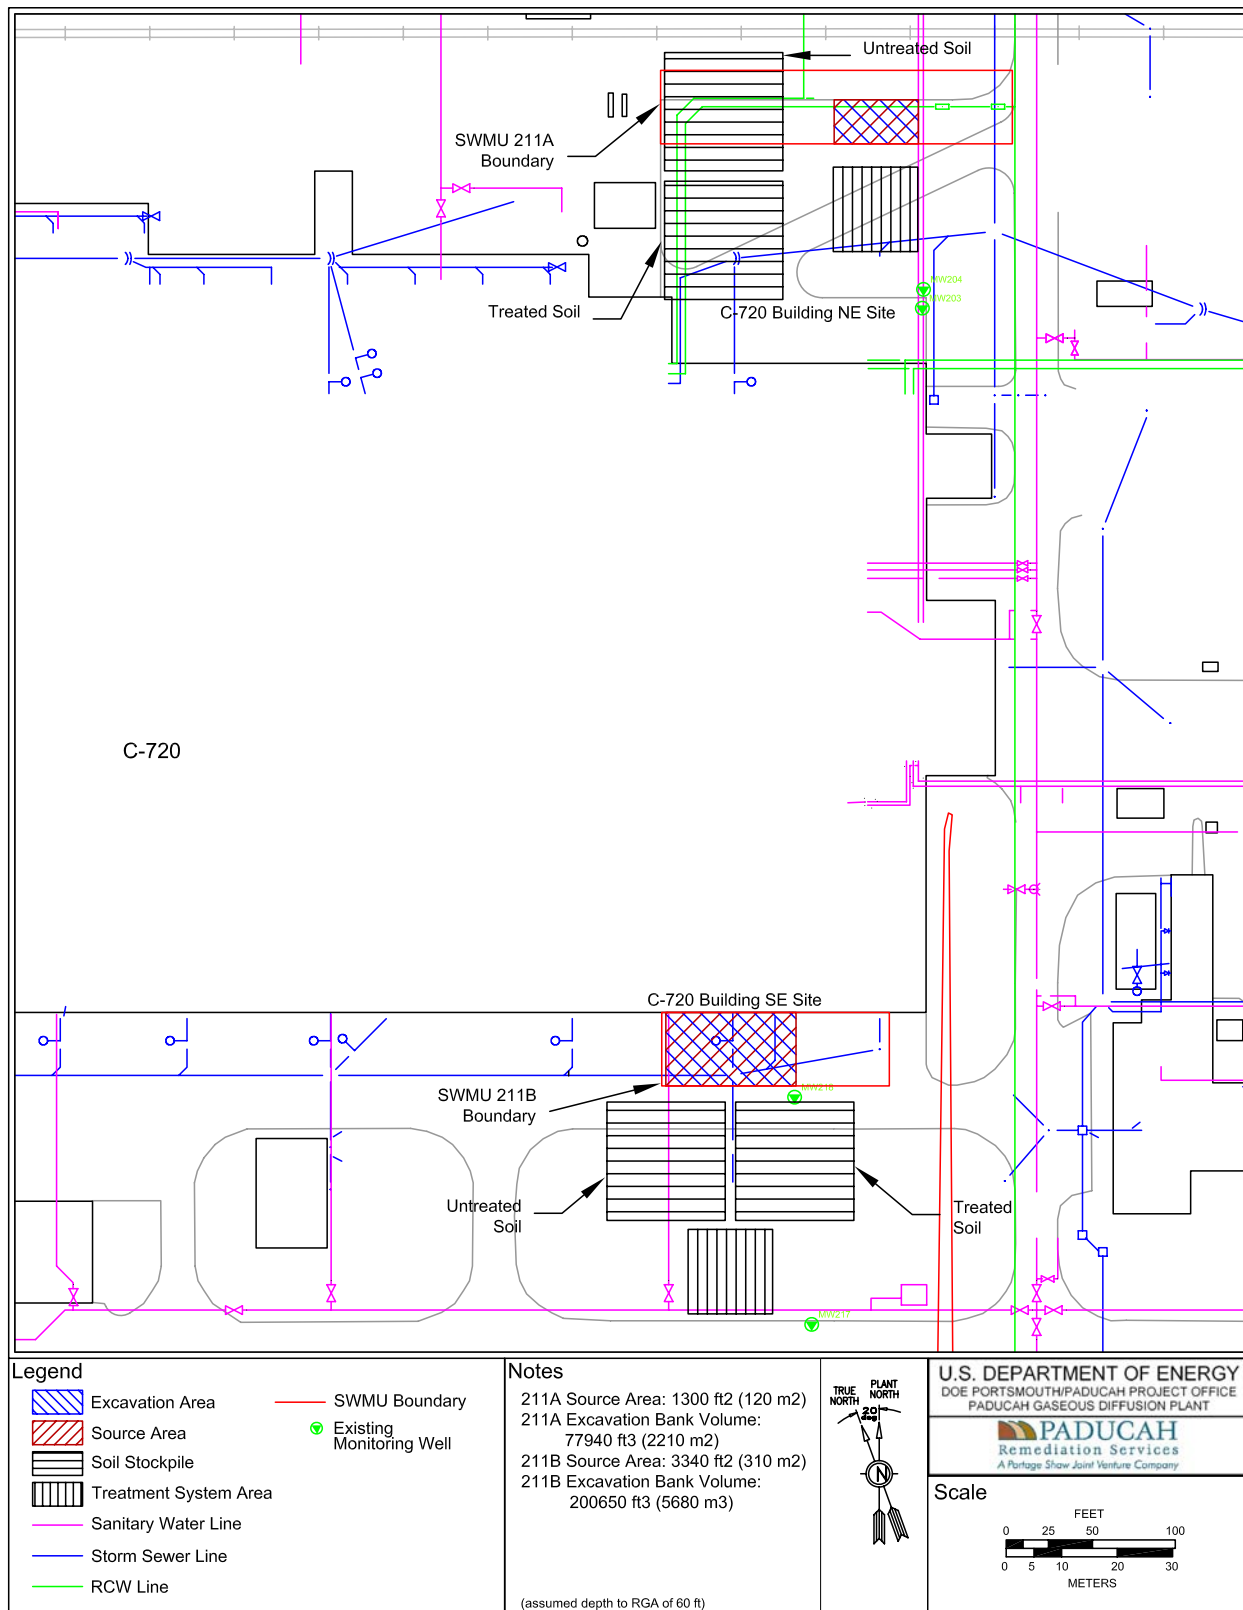 Untreated Soil
SWMU 211A
Boundary
MW204
MW203
Treated Soil
C-720 Building NE Site
C-720
C-720 Building SE Site
SWMU 211B
Boundary
Untreated
Soil
Treated
Soil
MW217
Legend
Excavation Area
Source Area
Soil Stockpile
Treatment System Area
Sanitary Water Line
Storm Sewer Line
RCW Line
SWMU Boundary
Existing
Monitoring Well
Notes
211A Source Area: 1300 ft2 (120 m2)
211A Excavation Bank Volume:
77940 ft3 (2210 m2)
211B Source Area: 3340 ft2 (310 m2)
211B Excavation Bank Volume:
200650 ft3 (5680 m3)
(assumed depth to RGA of 60 ft)
TRUE NORTH
PLANT NORTH
20 deg
N
U.S. DEPARTMENT OF ENERGY
DOE PORTSMOUTH/PADUCAH PROJECT OFFICE
PADUCAH GASEOUS DIFFUSION PLANT
PADUCAH
Remediation Services
A Portage Shaw Joint Venture Company
Scale
FEET
0 25 50 100
0 5 10 20 30
METERS